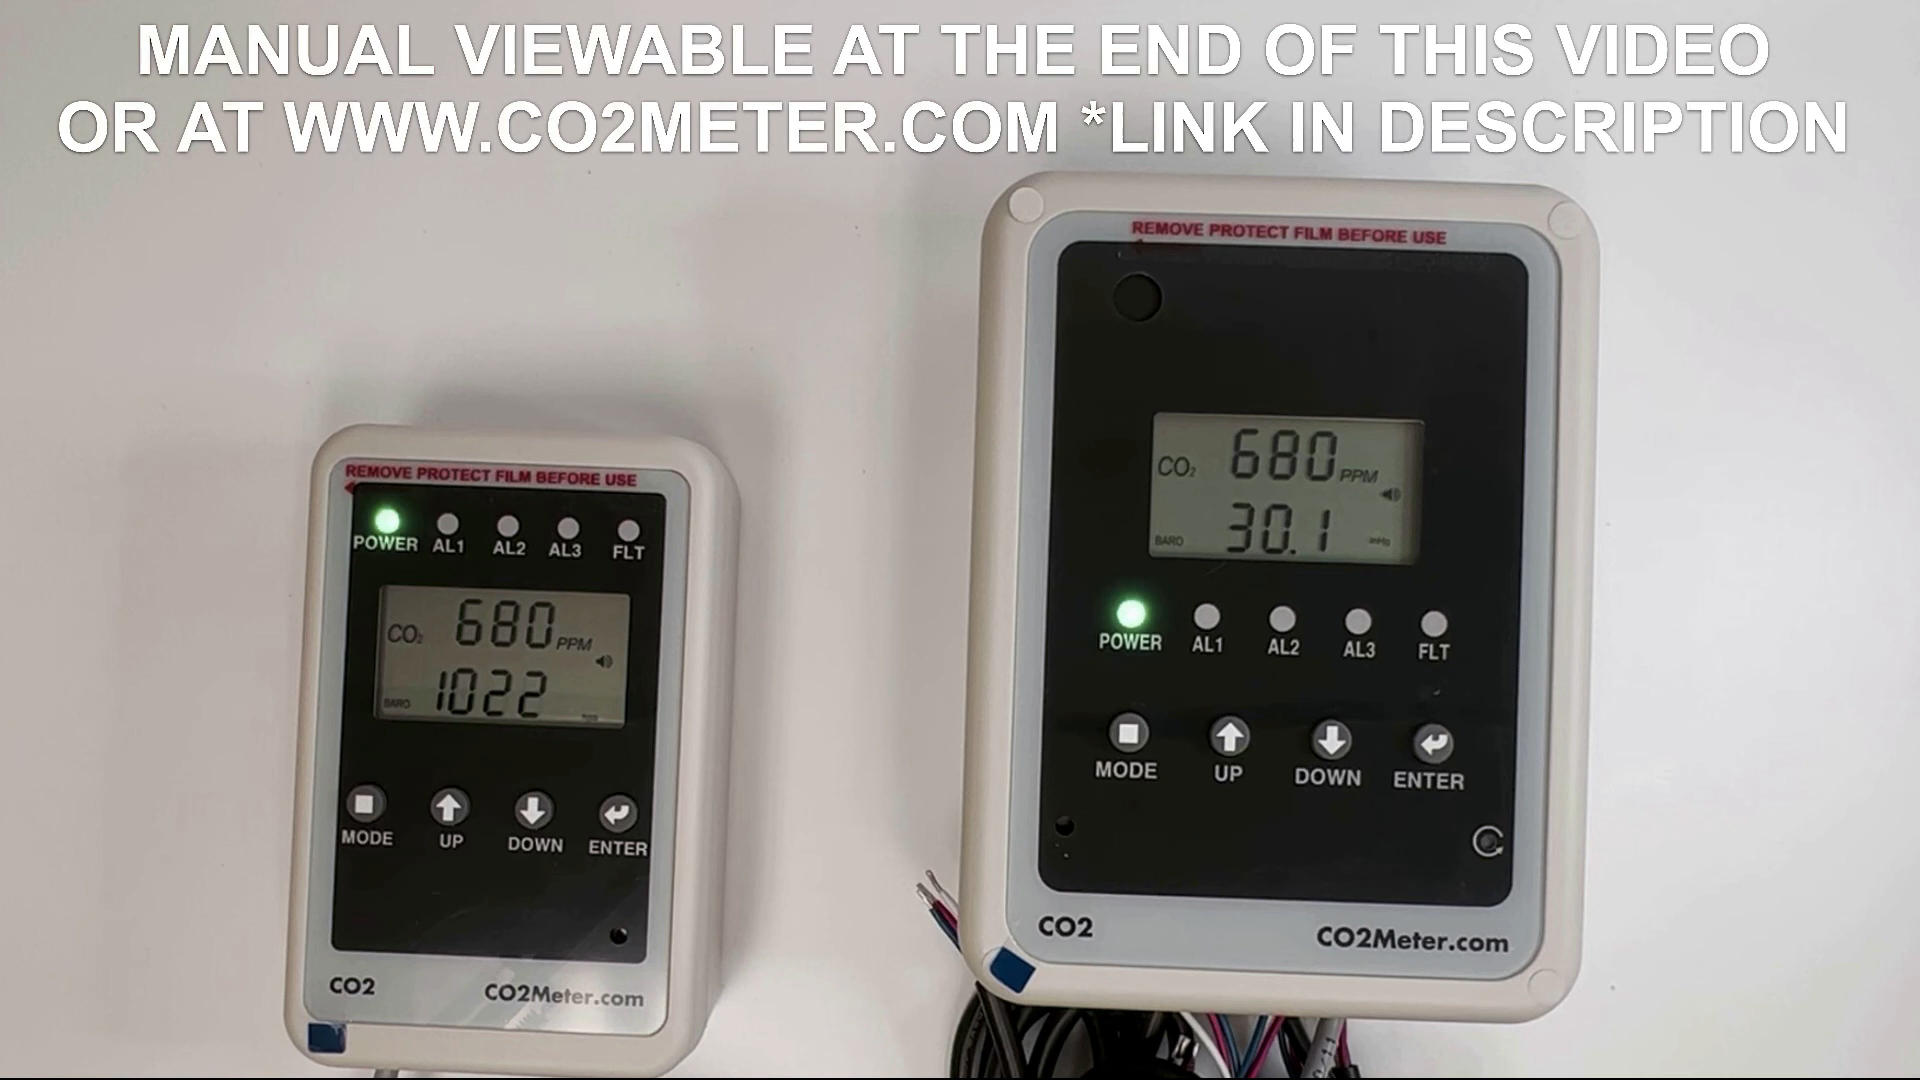 MANUAL VIEWABLE AT THE END OF THIS VIDEO
OR AT WWW.CO2METER.COM *LINK IN DESCRIPTION
REMOVE PROTECT FILM BEFORE USE
POWER AL1 AL2 AL3 FLT
CO2 680 PPM
BARO 1022
MODE UP DOWN ENTER
CO2 CO2Meter.com
REMOVE PROTECT FILM BEFORE USE
CO2 680 PPM
BARO 30.1 inHg
POWER AL1 AL2 AL3 FLT
MODE UP DOWN ENTER
CO2 CO2Meter.com